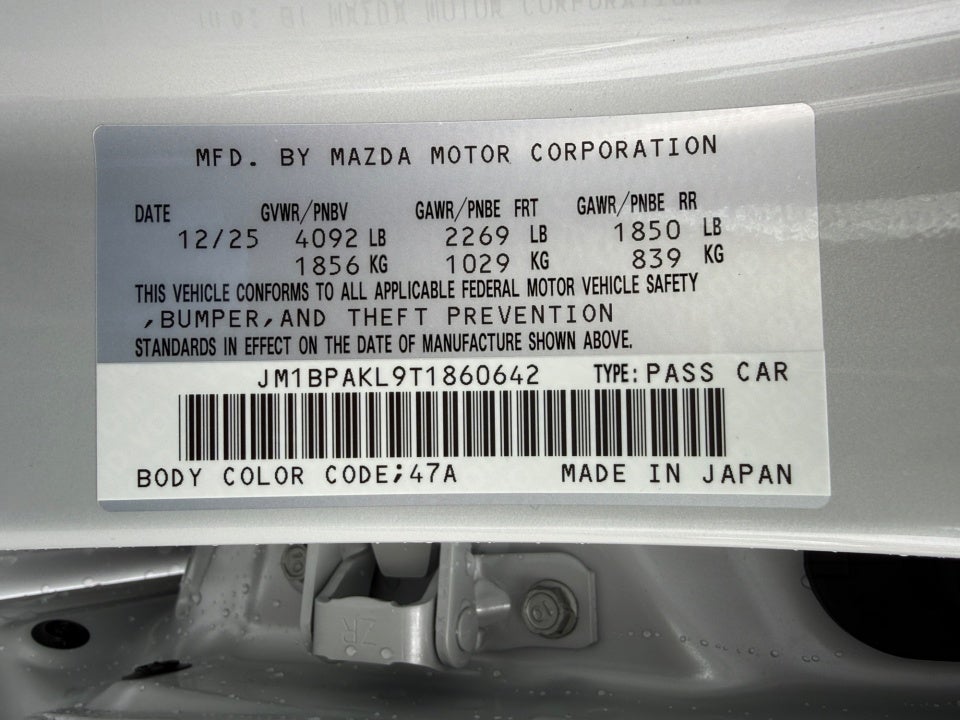 MFD. BY MAZDA MOTOR CORPORATION
DATE GVWR/PNBV GAWR/PNBE FRT GAWR/PNBE RR
12/25 4092 LB 2269 LB 1850 LB
1856 KG 1029 KG 839 KG
THIS VEHICLE CONFORMS TO ALL APPLICABLE FEDERAL MOTOR VEHICLE SAFETY
,BUMPER,AND THEFT PREVENTION
STANDARDS IN EFFECT ON THE DATE OF MANUFACTURE SHOWN ABOVE.
JM1BPAKL9T1860642 TYPE: PASS CAR
BODY COLOR CODE;47A MADE IN JAPAN